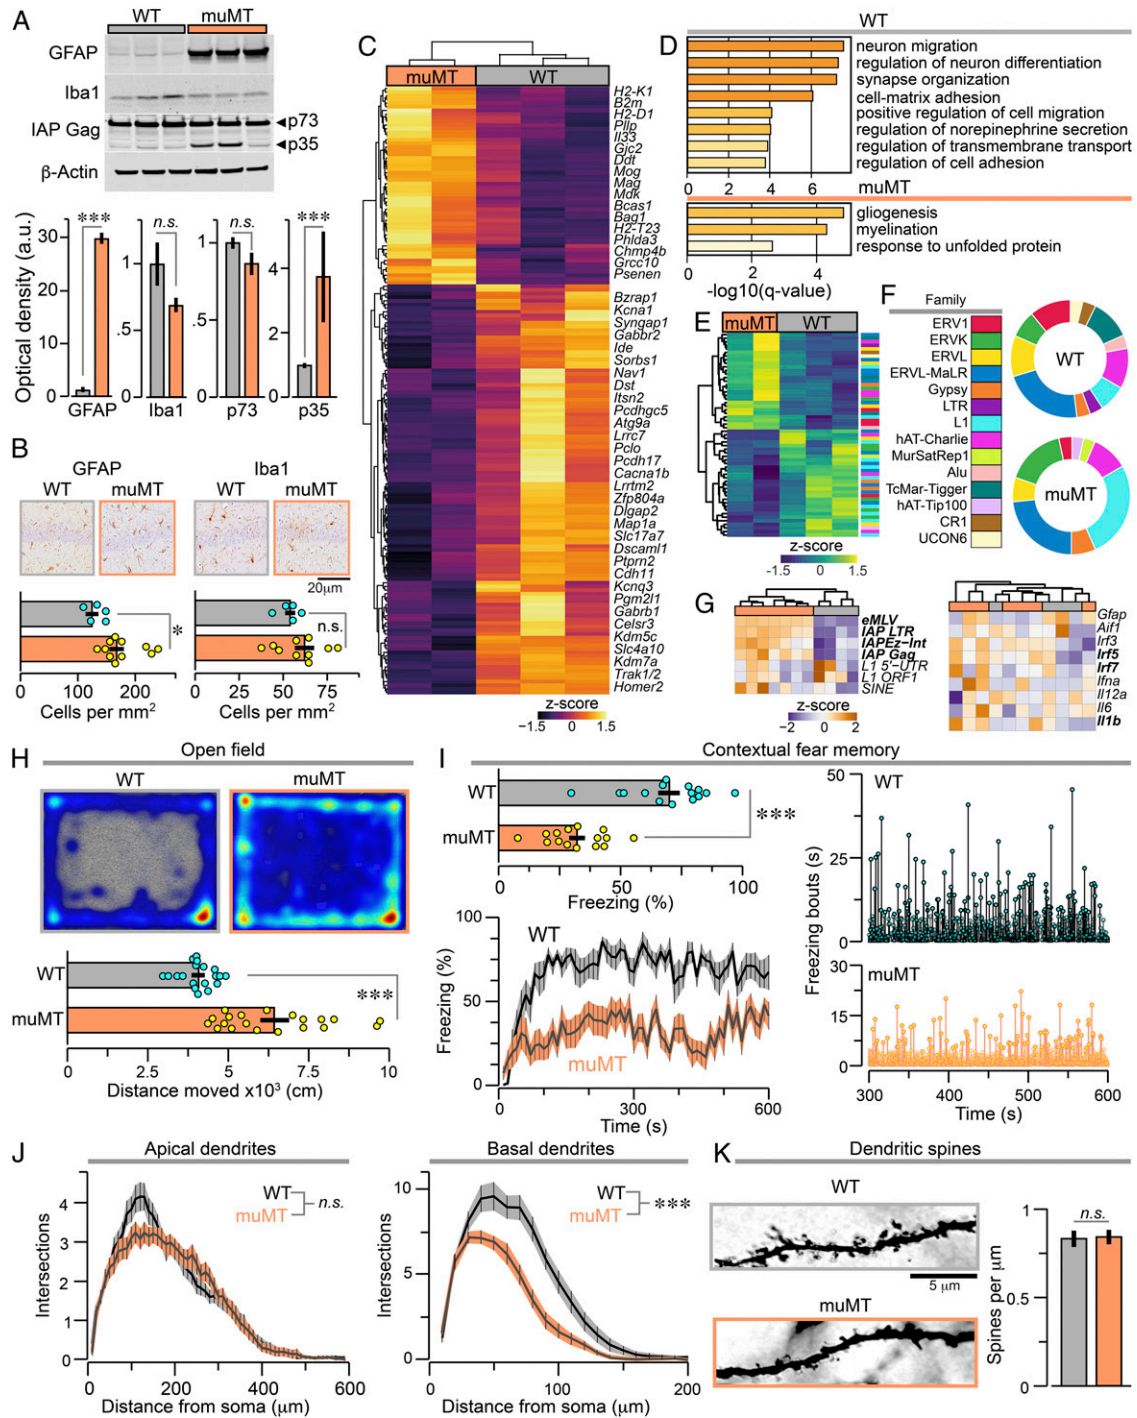 A
WT
muMT
GFAP
Iba1
IAP Gag
p73
p35
β-Actin
Optical density (a.u.)
***
n.s.
n.s.
***
30
20
10
0
1
.5
0
1
.5
0
4
2
0
GFAP
Iba1
p73
p35
B
GFAP
Iba1
WT
muMT
WT
muMT
20µm
*
n.s.
0
100
200
0
25
50
75
Cells per mm2
Cells per mm2
C
muMT
WT
H2-K1
B2m
H2-D1
Pllp
Il33
Gjc2
Ddt
Mog
Mag
Mdk
Bcas1
Bag1
H2-T23
Phlda3
Chmp4b
Grcc10
Psenen
Bzrap1
Kcna1
Syngap1
Gabbr2
Ide
Sorbs1
Nav1
Dst
Itsn2
Pcdhgc5
Atg9a
Lrrc7
Pclo
Pcdh17
Cacna1b
Lrrtm2
Zfp804a
Dlgap2
Map1a
Slc17a7
Dscaml1
Ptprn2
Cdh11
Kcnq3
Pgm2l1
Gabrb1
Celsr3
Kdm5c
Slc4a10
Kdm7a
Trak1/2
Homer2
z-score
−1.5
0
1.5
D
WT
neuron migration
regulation of neuron differentiation
synapse organization
cell-matrix adhesion
positive regulation of cell migration
regulation of norepinephrine secretion
regulation of transmembrane transport
regulation of cell adhesion
0
2
4
6
muMT
gliogenesis
myelination
response to unfolded protein
0
2
4
-log10(q-value)
E
muMT
WT
z-score
-1.5
0
1.5
F
Family
ERV1
ERVK
ERVL
ERVL-MaLR
Gypsy
LTR
L1
hAT-Charlie
MurSatRep1
Alu
TcMar-Tigger
hAT-Tip100
CR1
UCON6
WT
muMT
G
eMLV
IAP LTR
IAPEz−Int
IAP Gag
L1 5'−UTR
L1 ORF1
SINE
z-score
−2
0
2
Gfap
Aif1
Irf3
Irf5
Irf7
Ifna
Il12a
Il6
Il1b
H
Open field
WT
muMT
WT
muMT
***
0
2.5
5
7.5
10
Distance moved x103 (cm)
I
Contextual fear memory
WT
muMT
***
0
50
100
Freezing (%)
100
50
0
Freezing (%)
WT
muMT
0
300
600
Time (s)
WT
50
25
0
Freezing bouts (s)
muMT
30
15
0
300
400
500
600
Time (s)
J
Apical dendrites
Basal dendrites
WT
muMT
n.s.
WT
muMT
***
Intersections
4
3
2
1
0
0
200
400
600
Distance from soma (µm)
Intersections
10
5
0
0
100
200
Distance from soma (µm)
K
Dendritic spines
WT
5 µm
muMT
n.s.
Spines per µm
1
0.5
0